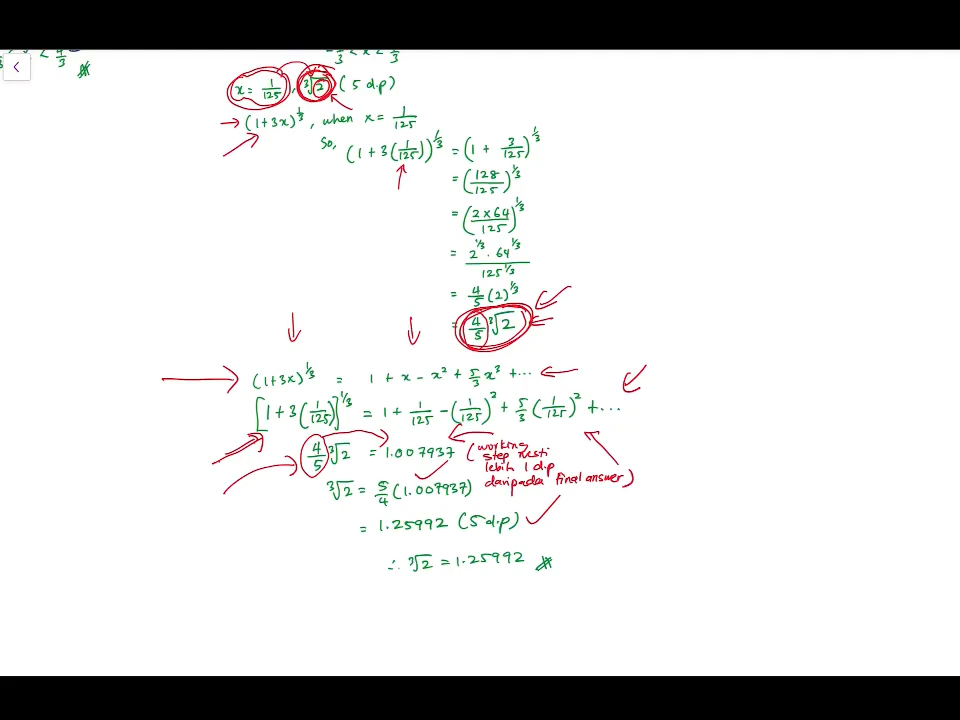 x = 1/125 , ³√2 (5 d.p)
→ (1+3x)^1/3 , when x = 1/125
So, (1 + 3(1/125))^1/3 = (1 + 3/125)^1/3
= (128/125)^1/3
= (2×64/125)^1/3
= 2^1/3 · 64^1/3 / 125^1/3
= 4/5 (2)^1/3
= 4/5 ³√2
(1+3x)^1/3 = 1 + x − x² + 5/3 x³ + ...
[1+3(1/125)]^1/3 = 1 + 1/125 − (1/125)² + 5/3 (1/125)² + ...
4/5 ³√2 = 1.007937 (working
step mesti
lebih 1 d.p
daripada final answer)
³√2 = 5/4 (1.007937)
= 1.25992 (5 d.p)
∴ ³√2 = 1.25992